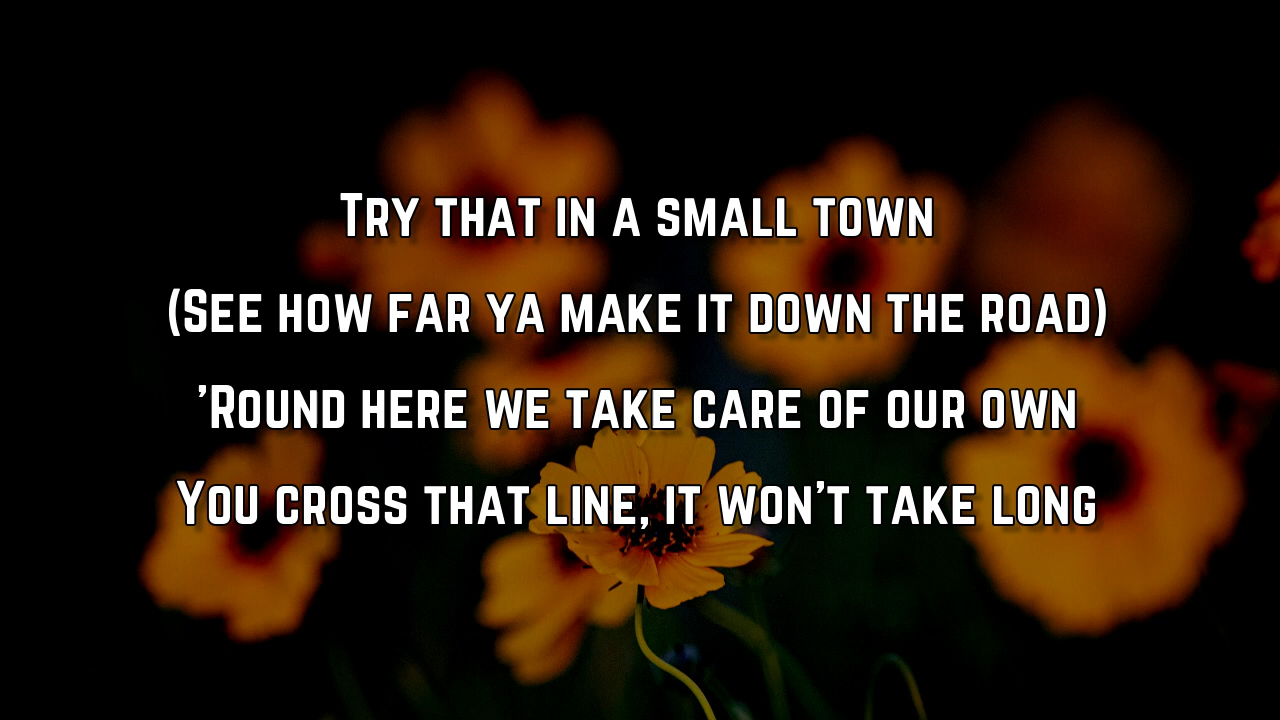 Try that in a small town
(See how far ya make it down the road)
'Round here we take care of our own
You cross that line, it won't take long